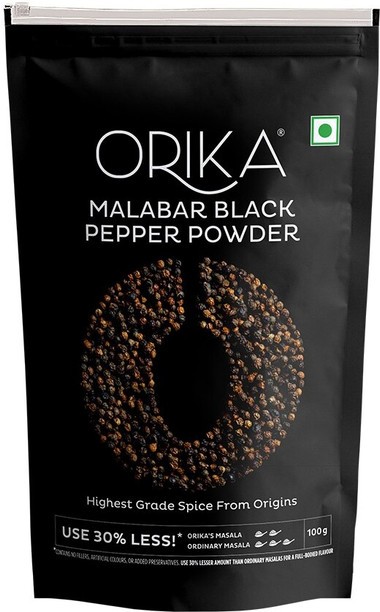 ORIKA®
MALABAR BLACK
PEPPER POWDER
Highest Grade Spice From Origins
USE 30% LESS!*
ORIKA'S MASALA
ORDINARY MASALA
100g
*CONTAINS NO FILLERS, ARTIFICIAL COLOURS, OR ADDED PRESERVATIVES. USE 30% LESSER AMOUNT THAN ORDINARY MASALAS FOR A FULL-BODIED FLAVOUR